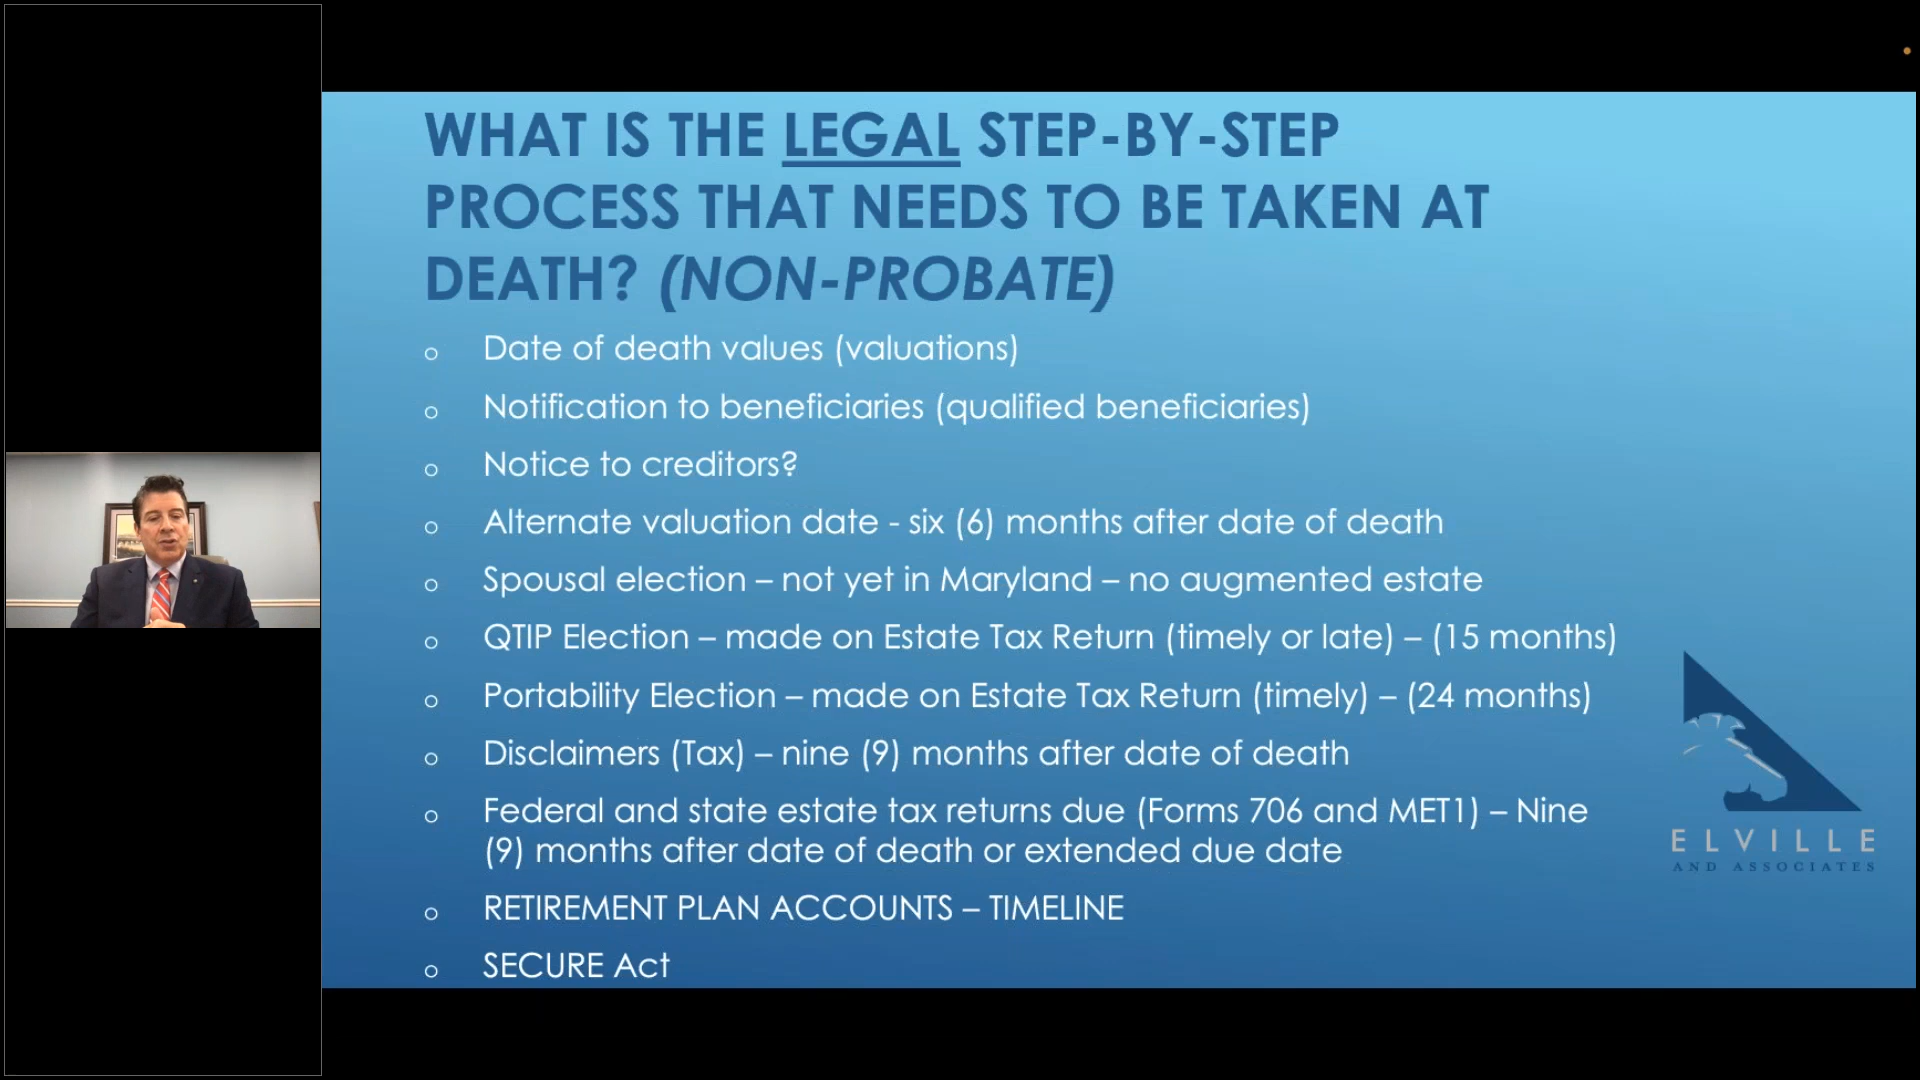 WHAT IS THE LEGAL STEP-BY-STEP
PROCESS THAT NEEDS TO BE TAKEN AT
DEATH? (NON-PROBATE)
o Date of death values (valuations)
o Notification to beneficiaries (qualified beneficiaries)
o Notice to creditors?
o Alternate valuation date - six (6) months after date of death
o Spousal election – not yet in Maryland – no augmented estate
o QTIP Election – made on Estate Tax Return (timely or late) – (15 months)
o Portability Election – made on Estate Tax Return (timely) – (24 months)
o Disclaimers (Tax) – nine (9) months after date of death
o Federal and state estate tax returns due (Forms 706 and MET1) – Nine
(9) months after date of death or extended due date
o RETIREMENT PLAN ACCOUNTS – TIMELINE
o SECURE Act
ELVILLE
AND ASSOCIATES